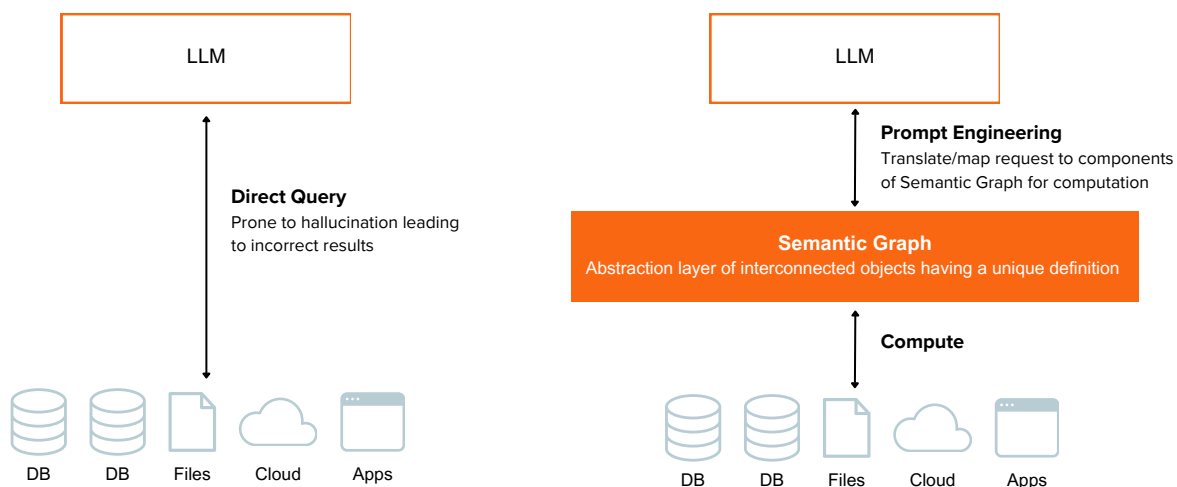 LLM
Direct Query
Prone to hallucination leading
to incorrect results
DB
DB
Files
Cloud
Apps
LLM
Prompt Engineering
Translate/map request to components
of Semantic Graph for computation
Semantic Graph
Abstraction layer of interconnected objects having a unique definition
Compute
DB
DB
Files
Cloud
Apps